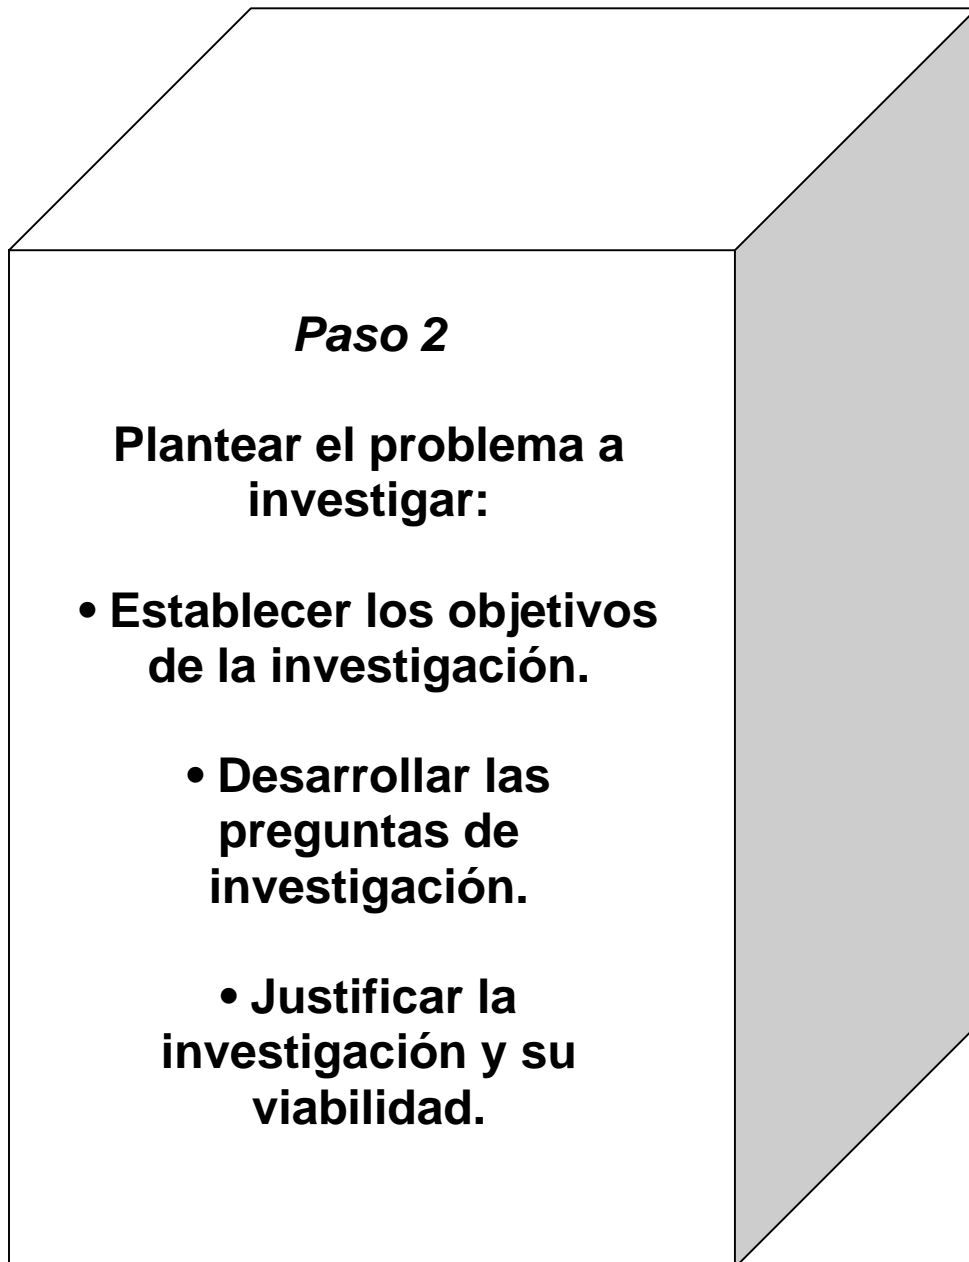 Paso 2
Plantear el problema a
investigar:
• Establecer los objetivos
de la investigación.
• Desarrollar las
preguntas de
investigación.
• Justificar la
investigación y su
viabilidad.